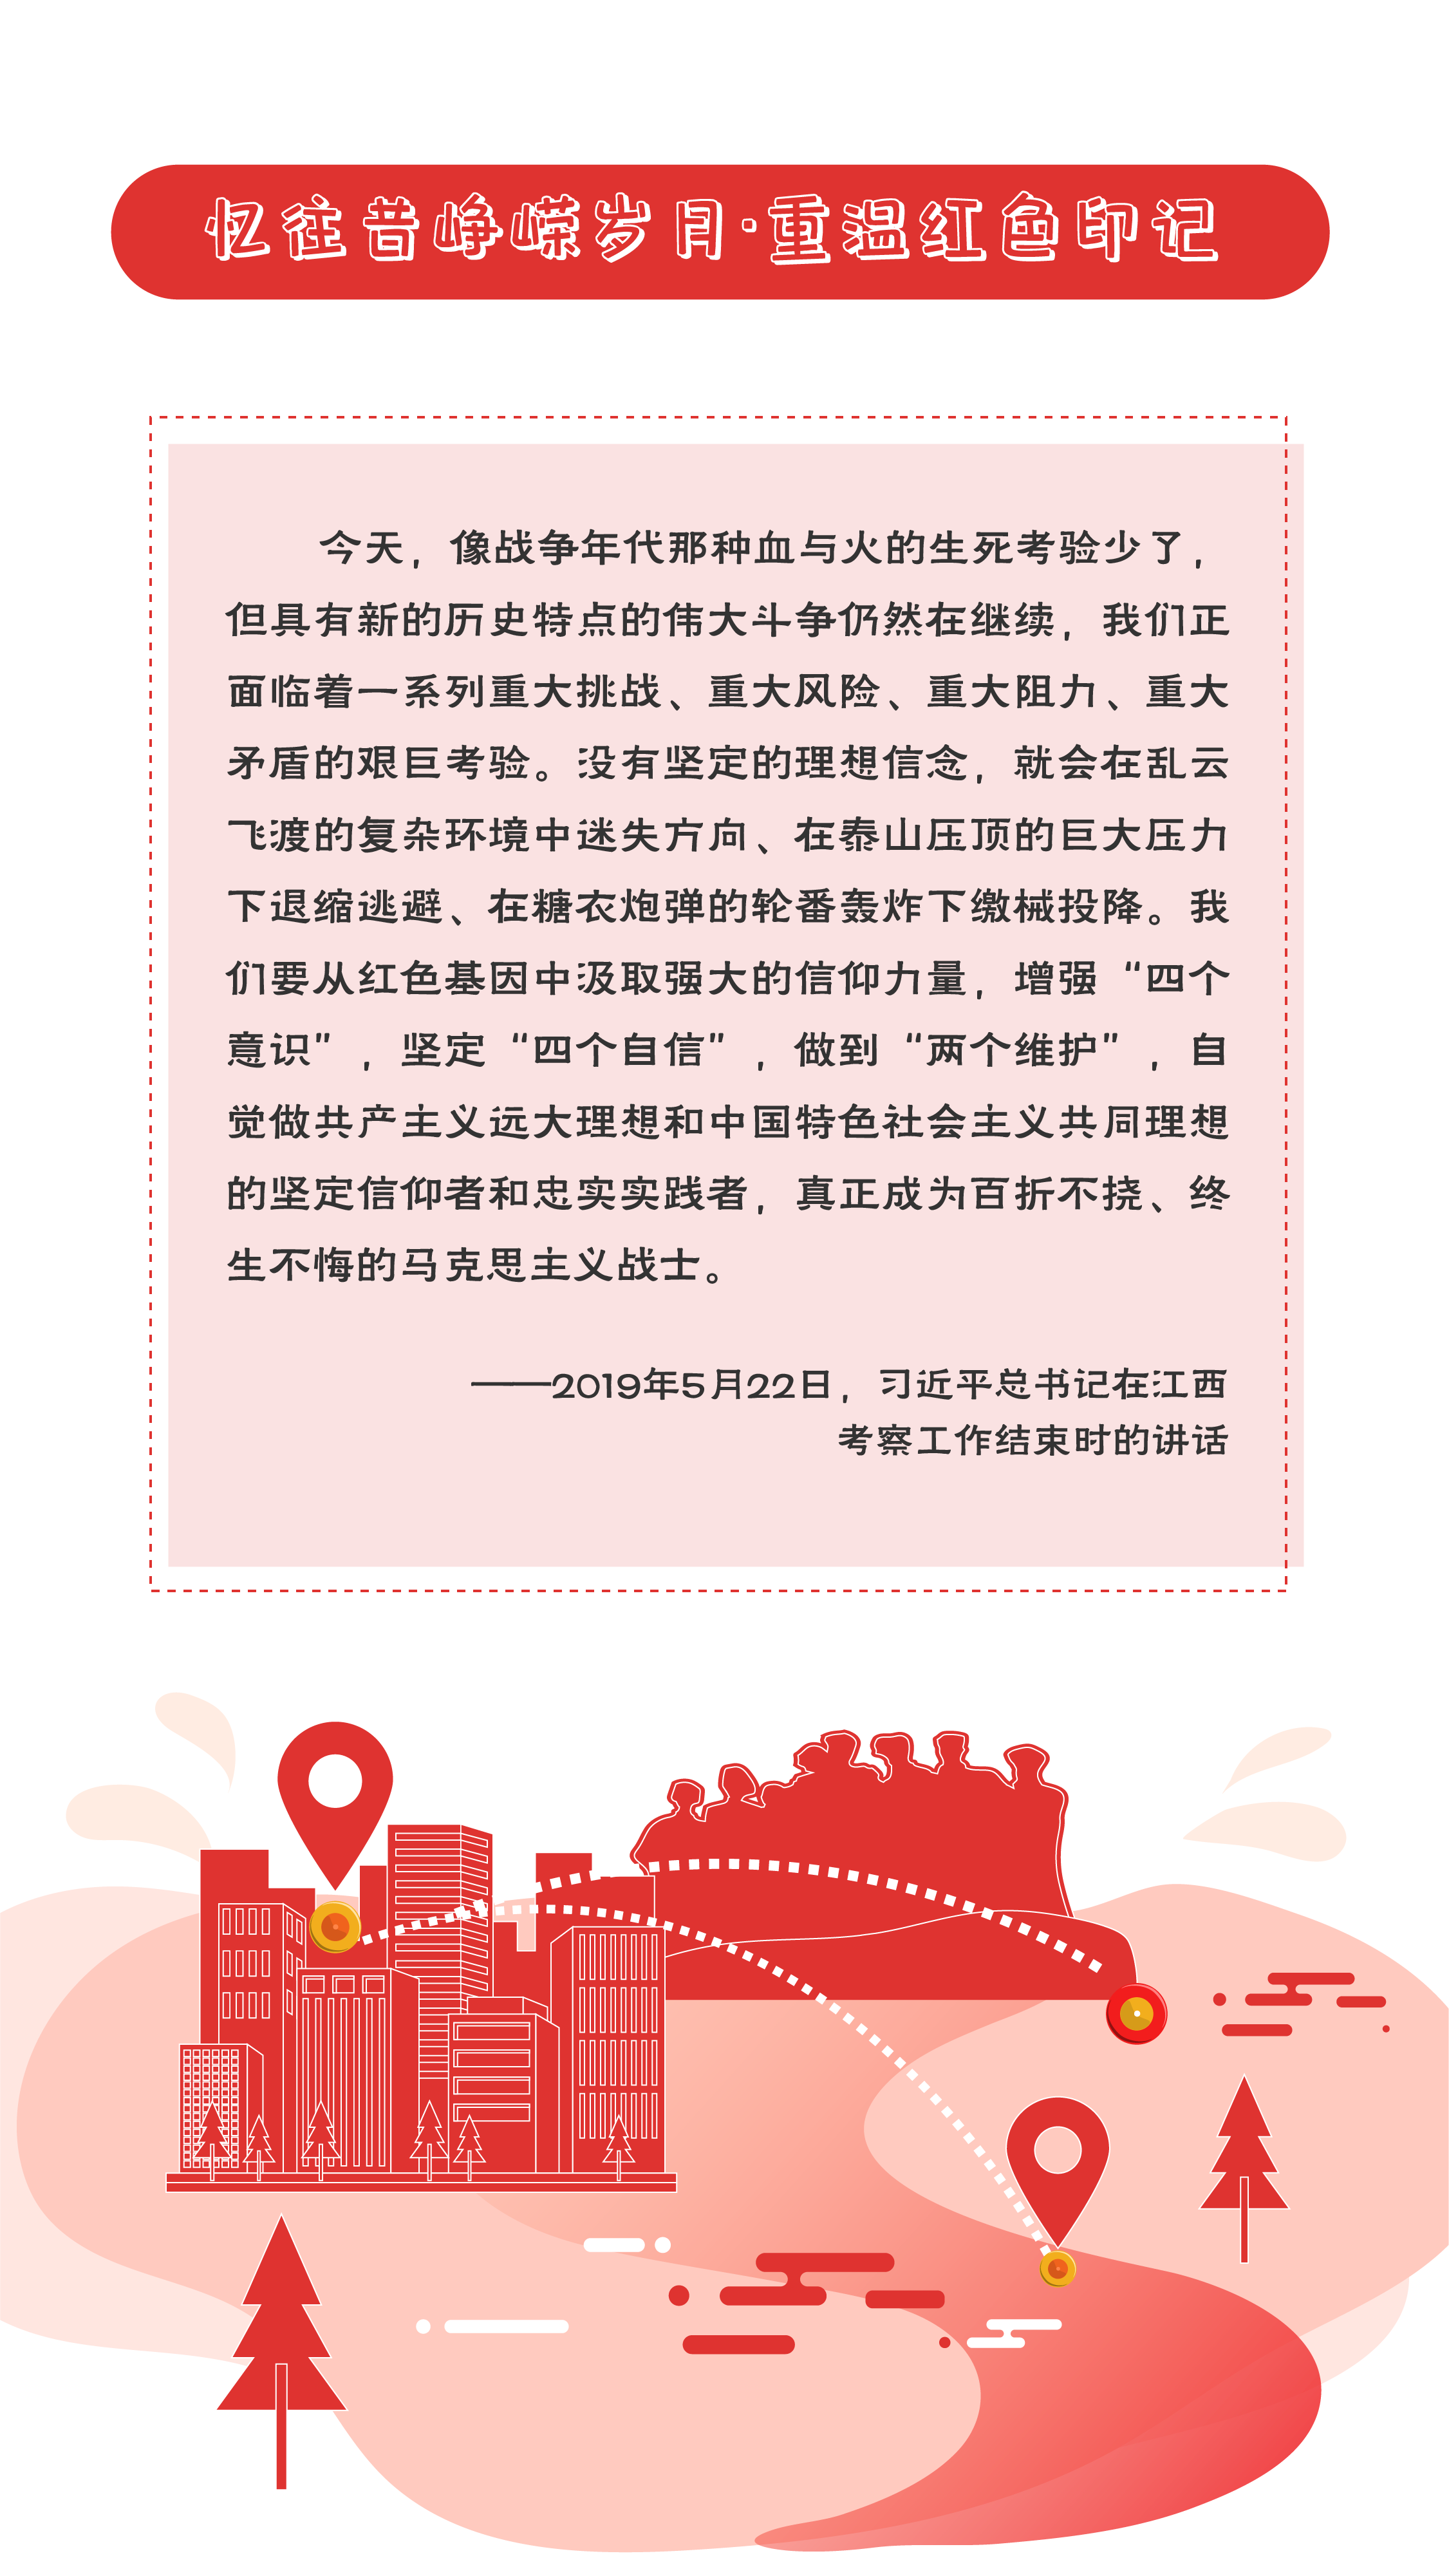 忆往昔峥嵘岁月·重温红色印记
今天，像战争年代那种血与火的生死考验少了，
但具有新的历史特点的伟大斗争仍然在继续，我们正
面临着一系列重大挑战、重大风险、重大阻力、重大
矛盾的艰巨考验。没有坚定的理想信念，就会在乱云
飞渡的复杂环境中迷失方向、在泰山压顶的巨大压力
下退缩逃避、在糖衣炮弹的轮番轰炸下缴械投降。我
们要从红色基因中汲取强大的信仰力量，增强“四个
意识”，坚定“四个自信”，做到“两个维护”，自
觉做共产主义远大理想和中国特色社会主义共同理想
的坚定信仰者和忠实实践者，真正成为百折不挠、终
生不悔的马克思主义战士。
——2019年5月22日，习近平总书记在江西
考察工作结束时的讲话